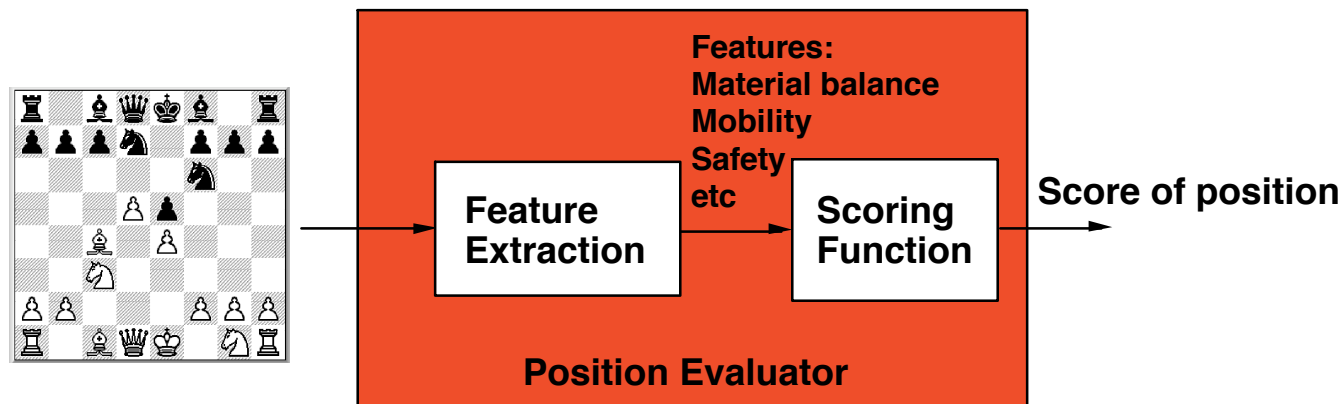 Features:
Material balance
Mobility
Safety
etc
Feature
Extraction
Scoring
Function
Score of position
Position Evaluator